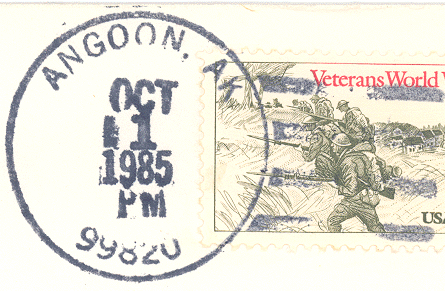 ANGOON, AK
OCT
1
1985
PM
99820
Veterans World W
USA